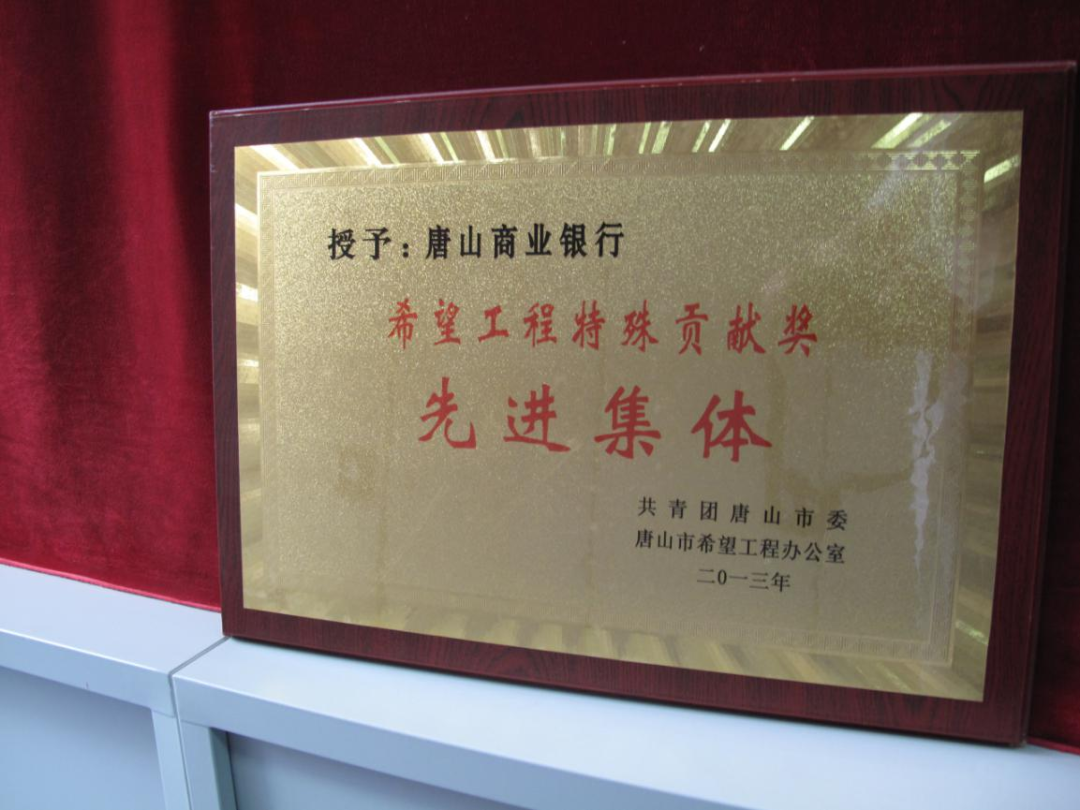 授予：唐山商业银行
希望工程特殊贡献奖
先进集体
共青团唐山市委
唐山市希望工程办公室
二0一三年